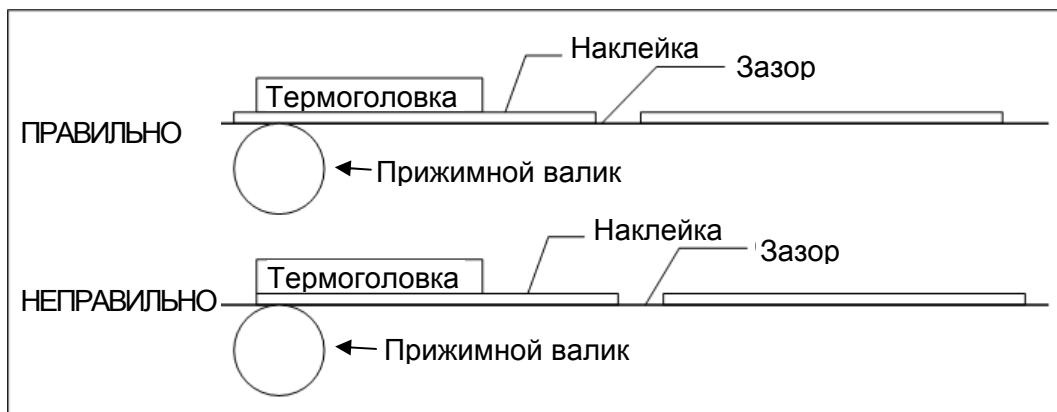 Наклейка
Зазор
Термоголовка
ПРАВИЛЬНО
Прижимной валик
Наклейка
Зазор
Термоголовка
НЕПРАВИЛЬНО
Прижимной валик